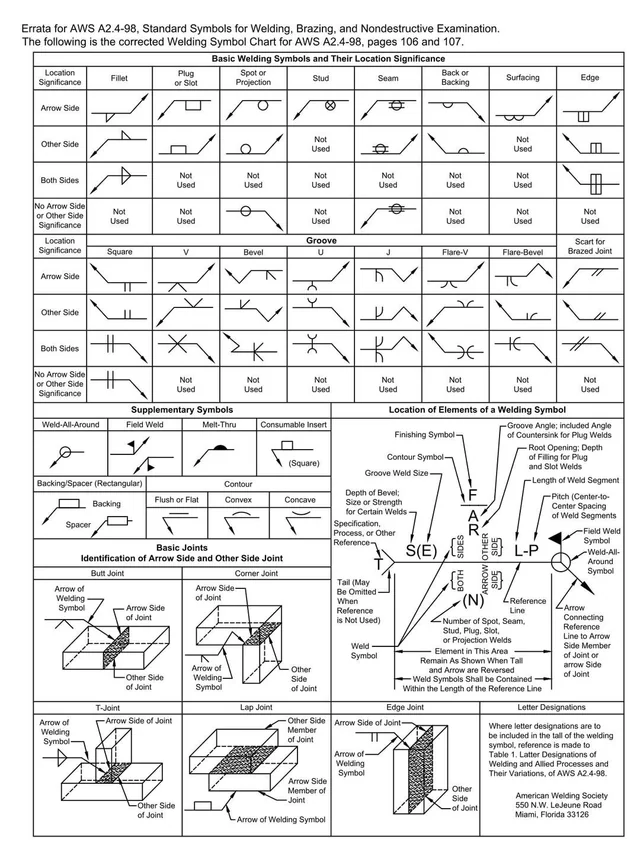 Errata for AWS A2.4-98, Standard Symbols for Welding, Brazing, and Nondestructive Examination.
The following is the corrected Welding Symbol Chart for AWS A2.4-98, pages 106 and 107.
Basic Welding Symbols and Their Location Significance
Location
Significance
Fillet
Plug
or Slot
Spot or
Projection
Stud
Seam
Back or
Backing
Surfacing
Edge
Arrow Side
Other Side
Not
Used
Not
Used
Both Sides
Not
Used
Not
Used
Not
Used
Not
Used
Not
Used
Not
Used
No Arrow Side
or Other Side
Significance
Not
Used
Not
Used
Not
Used
Not
Used
Not
Used
Not
Used
Location
Significance
Groove
Scart for
Brazed Joint
Square
V
Bevel
U
J
Flare-V
Flare-Bevel
Arrow Side
Other Side
Both Sides
No Arrow Side
or Other Side
Significance
Not
Used
Not
Used
Not
Used
Not
Used
Not
Used
Not
Used
Not
Used
Supplementary Symbols
Weld-All-Around
Field Weld
Melt-Thru
Consumable Insert
(Square)
Backing/Spacer (Rectangular)
Contour
Backing
Spacer
Flush or Flat
Convex
Concave
Location of Elements of a Welding Symbol
Finishing Symbol
Contour Symbol
Groove Weld Size
Depth of Bevel;
Size or Strength
for Certain Welds
Specification,
Process, or Other
Reference
Tail (May
Be Omitted
When
Reference
is Not Used)
Weld
Symbol
Groove Angle; included Angle
of Countersink for Plug Welds
Root Opening; Depth
of Filling for Plug
and Slot Welds
Length of Weld Segment
Pitch (Center-to-
Center Spacing
of Weld Segments
Field Weld
Symbol
Weld-All-
Around
Symbol
F
A
R
T
S(E)
L-P
(N)
BOTH
SIDES
ARROW
SIDE
OTHER
SIDE
Reference
Line
Number of Spot, Seam,
Stud, Plug, Slot,
or Projection Welds
Element in This Area
Remain As Shown When Tall
and Arrow are Reversed
Weld Symbols Shall be Contained
Within the Length of the Reference Line
Arrow
Connecting
Reference
Line to Arrow
Side Member
of Joint or
arrow Side
of Joint
Basic Joints
Identification of Arrow Side and Other Side Joint
Butt Joint
Arrow of
Welding
Symbol
Arrow Side
of Joint
Other Side
of Joint
Corner Joint
Arrow Side
of Joint
Arrow of
Welding
Symbol
Other
Side
of Joint
T-Joint
Arrow of
Welding
Symbol
Arrow Side of Joint
Other Side
of Joint
Lap Joint
Other Side
Member
of Joint
Arrow Side
Member of
Joint
Arrow of Welding Symbol
Edge Joint
Arrow Side of Joint
Arrow of
Welding
Symbol
Other
Side
of Joint
Letter Designations
Where letter designations are to
be included in the tall of the welding
symbol, reference is made to
Table 1. Latter Designations of
Welding and Allied Processes and
Their Variations, of AWS A2.4-98.
American Welding Society
550 N.W. LeJeune Road
Miami, Florida 33126